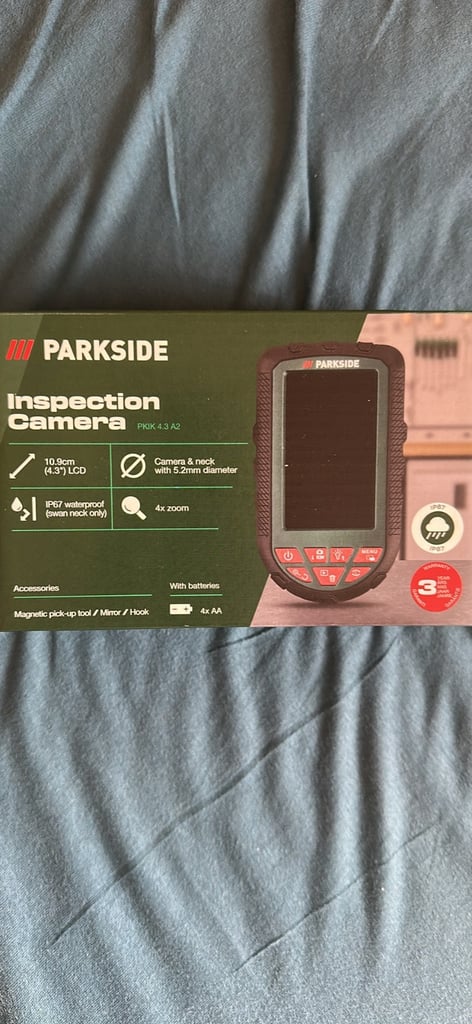 PARKSIDE
Inspection
Camera PKIK 4.3 A2
10.9cm
(4.3") LCD
Camera & neck
with 5.2mm diameter
IP67 waterproof
(swan neck only)
4x zoom
Accessories
Magnetic pick-up tool // Mirror // Hook
With batteries
4x AA
PARKSIDE
MENU
IP67
IP67
WARRANTY
3